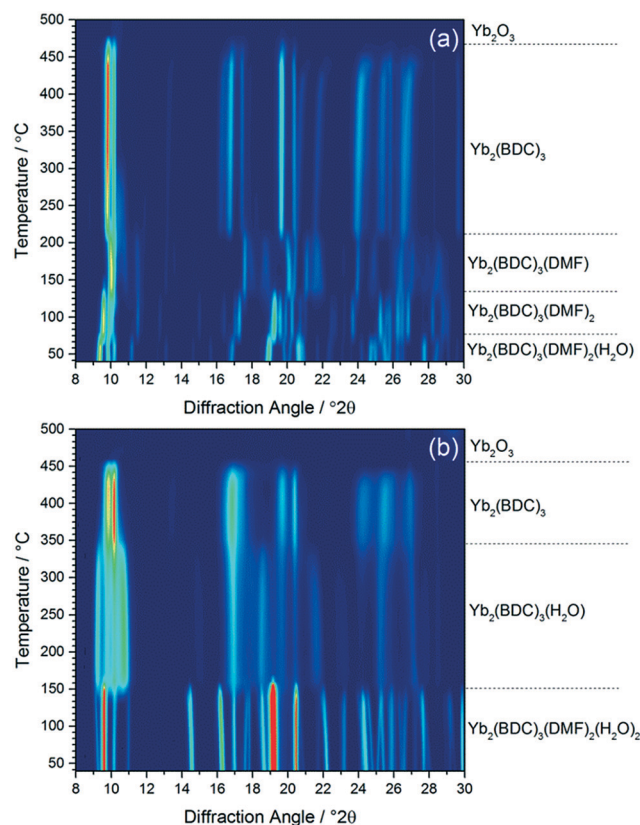 (a)
Yb₂O₃
Yb₂(BDC)₃
Yb₂(BDC)₃(DMF)
Yb₂(BDC)₃(DMF)₂
Yb₂(BDC)₃(DMF)₂(H₂O)
Temperature / °C
500
450
400
350
300
250
200
150
100
50
8 10 12 14 16 18 20 22 24 26 28 30
Diffraction Angle / °2θ
(b)
Yb₂O₃
Yb₂(BDC)₃
Yb₂(BDC)₃(H₂O)
Yb₂(BDC)₃(DMF)₂(H₂O)₂
Temperature / °C
500
450
400
350
300
250
200
150
100
50
8 10 12 14 16 18 20 22 24 26 28 30
Diffraction Angle / °2θ